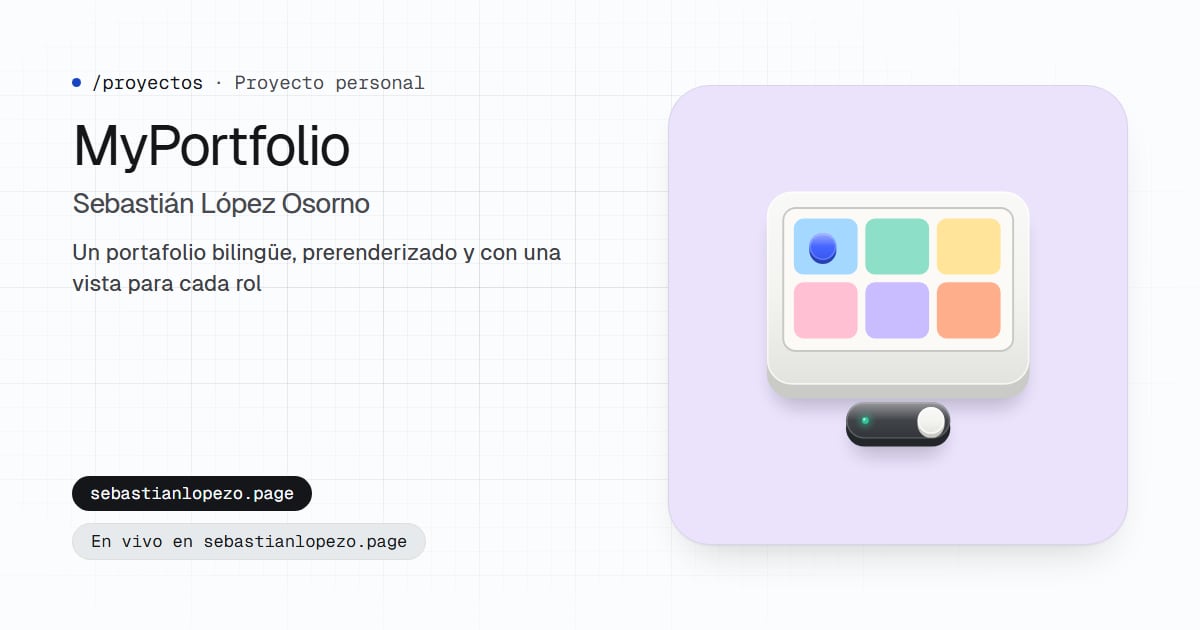 /proyectos · Proyecto personal
MyPortfolio
Sebastián López Osorno
Un portafolio bilingüe, prerenderizado y con una
vista para cada rol
sebastianlopezo.page
En vivo en sebastianlopezo.page